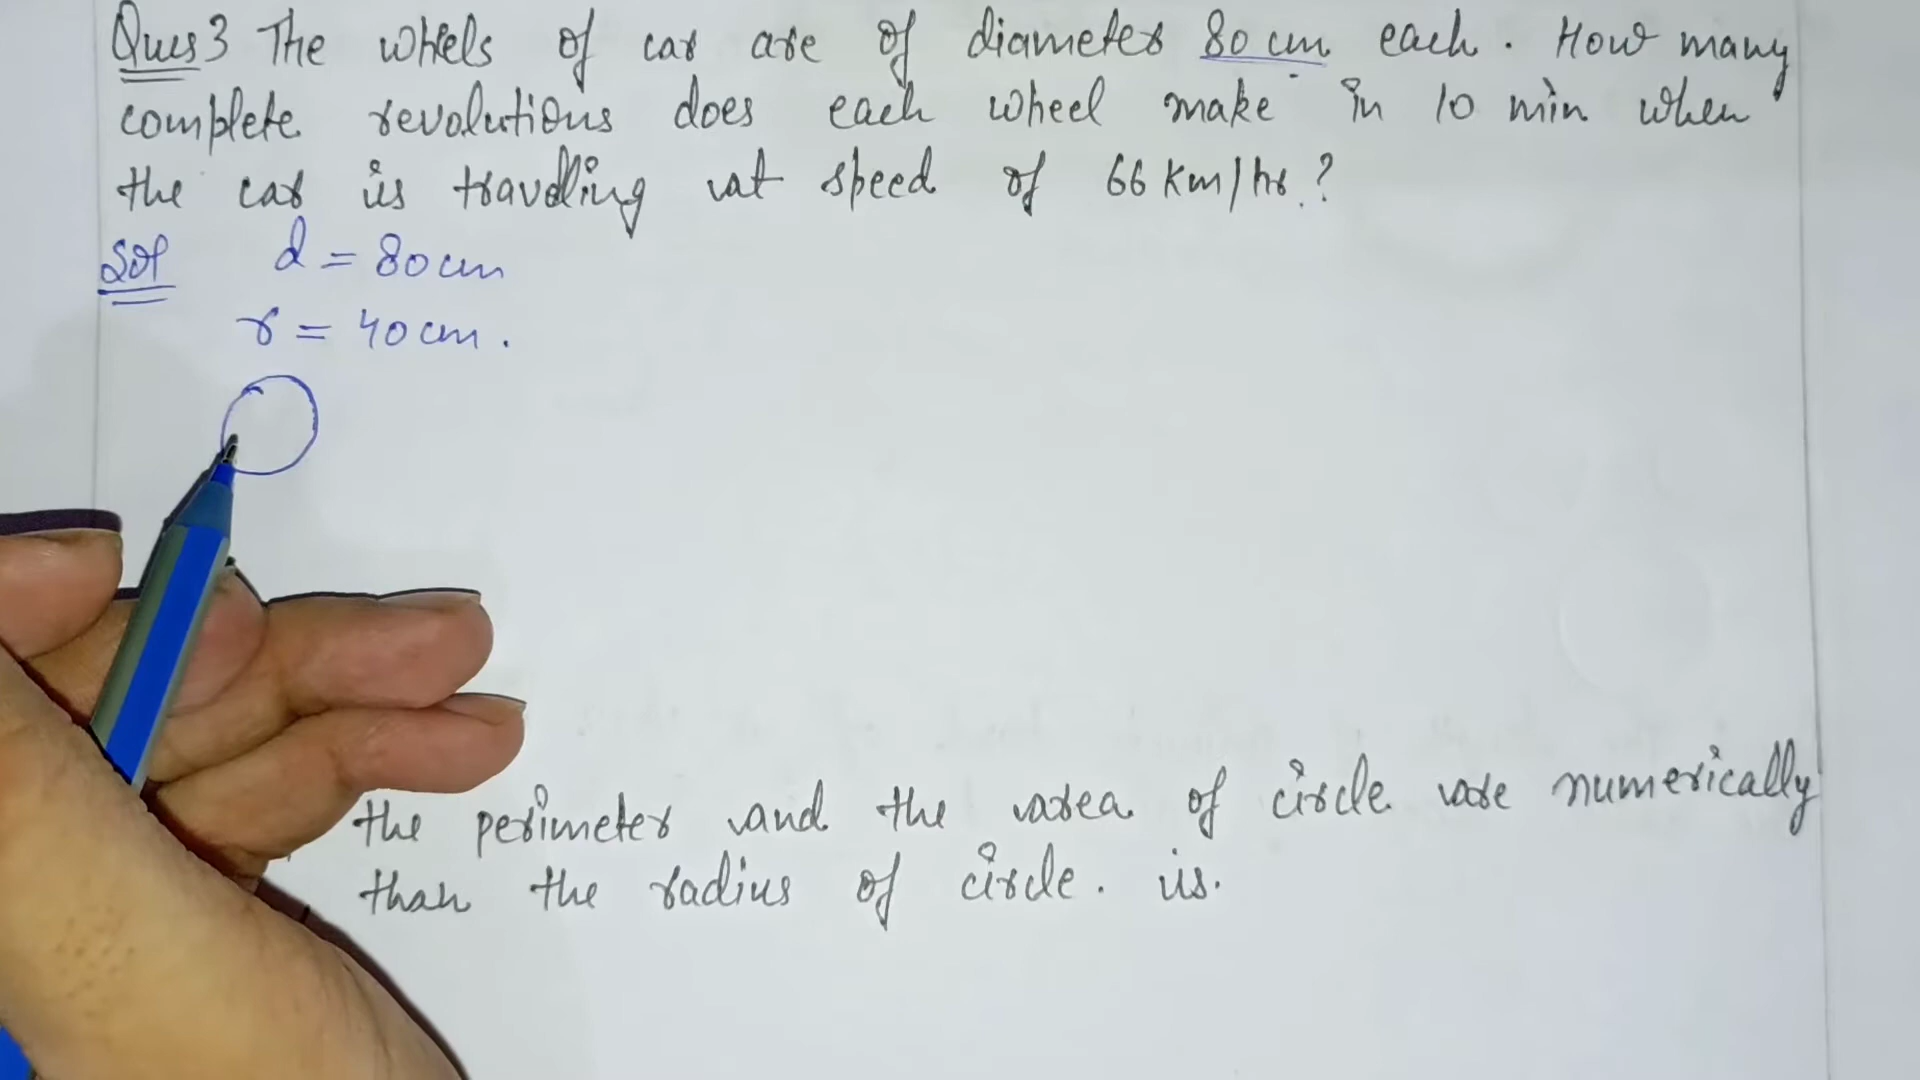 Ques 3 The wheels of car are of diameter 80 cm each. How many
complete revolutions does each wheel make in 10 min when
the car is travelling at speed of 66 Km/hr.?
Sol d = 80 cm
r = 40 cm.
the perimeter and the area of circle are numerically
than the radius of circle. is.